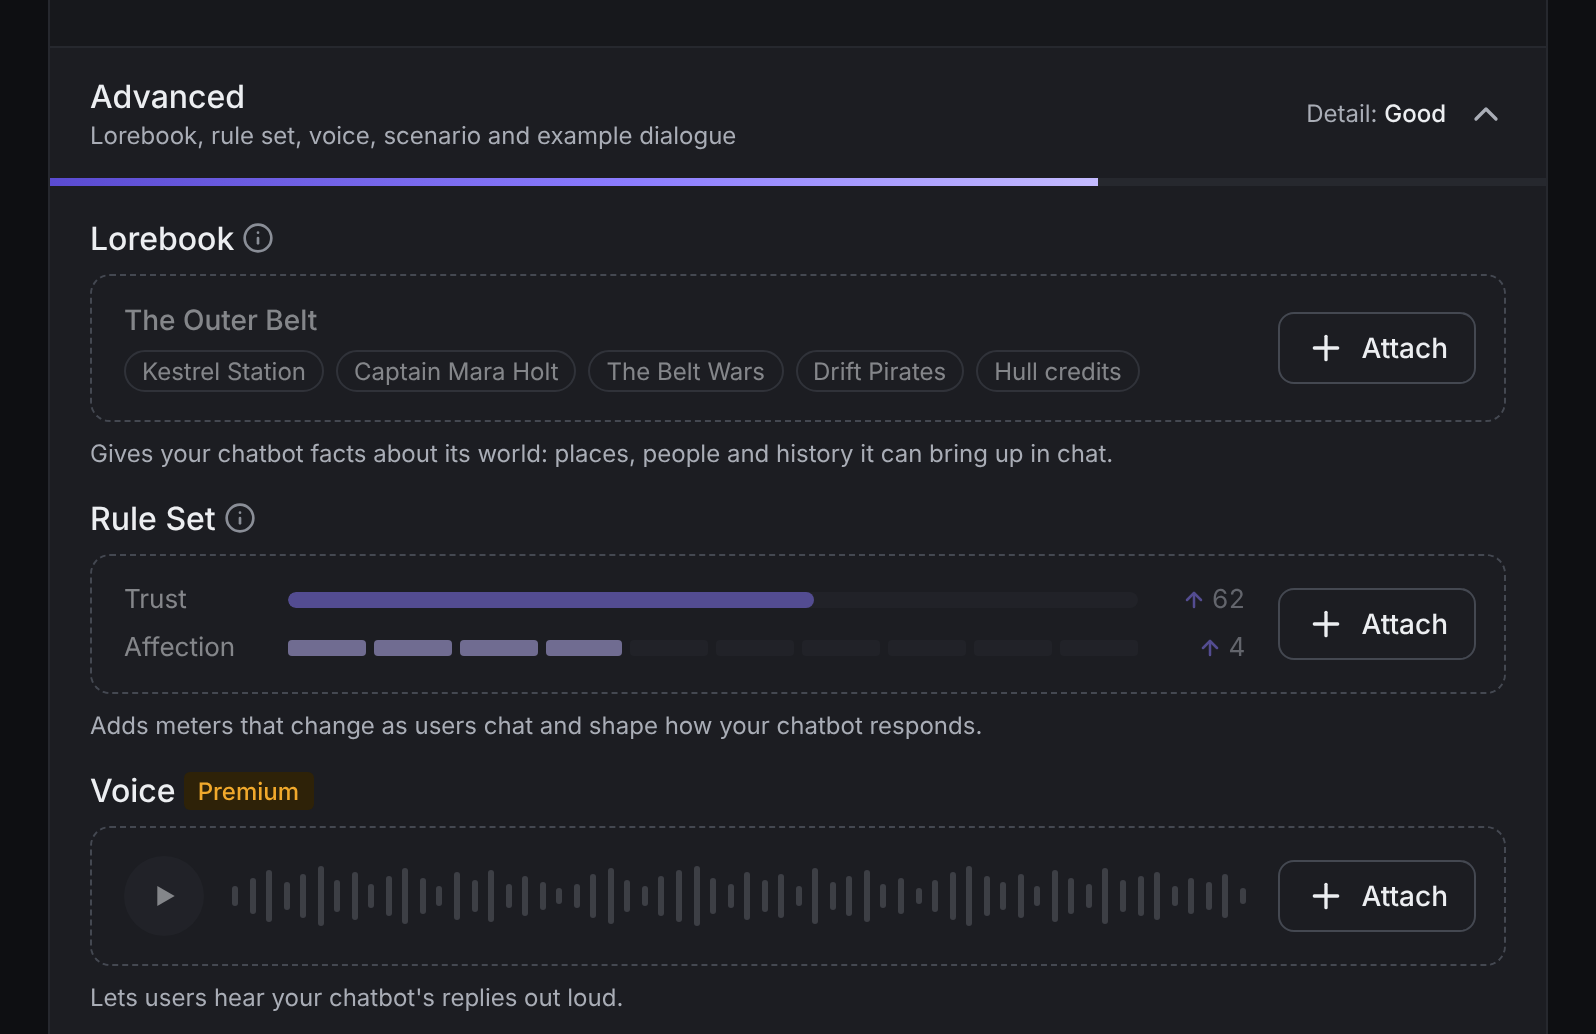 Advanced
Lorebook, rule set, voice, scenario and example dialogue
Detail: Good
Lorebook
The Outer Belt
Kestrel Station
Captain Mara Holt
The Belt Wars
Drift Pirates
Hull credits
Attach
Gives your chatbot facts about its world: places, people and history it can bring up in chat.
Rule Set
Trust
62
Affection
4
Attach
Adds meters that change as users chat and shape how your chatbot responds.
Voice
Premium
Attach
Lets users hear your chatbot's replies out loud.